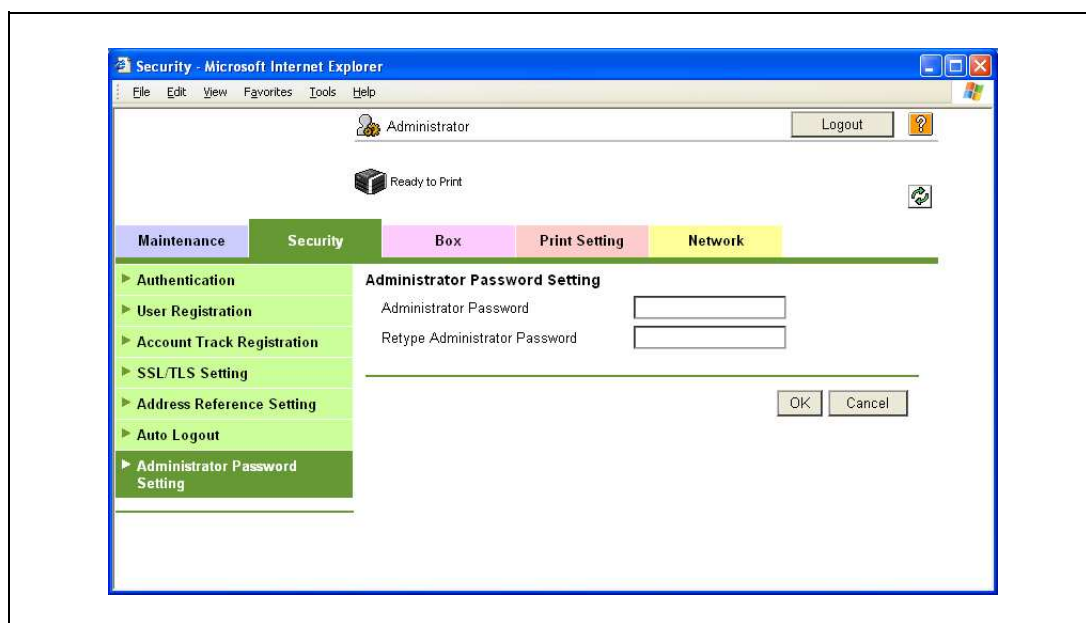 Security - Microsoft Internet Explorer
File Edit View Favorites Tools Help
Administrator
Logout
?
Ready to Print
Maintenance Security Box Print Setting Network
Authentication
User Registration
Account Track Registration
SSL/TLS Setting
Address Reference Setting
Auto Logout
Administrator Password
Setting
Administrator Password Setting
Administrator Password
Retype Administrator Password
OK Cancel